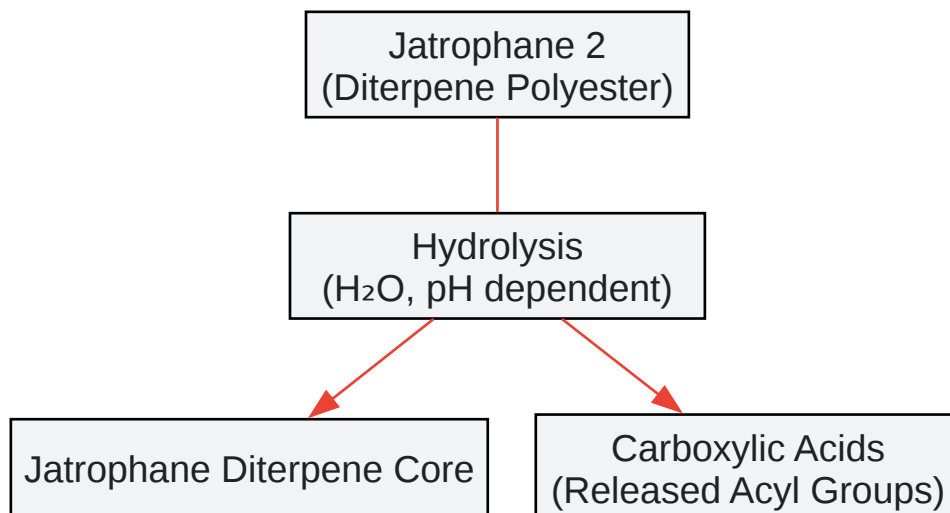 Jatrophane 2
(Diterpene Polyester)
Hydrolysis
(H₂O, pH dependent)
Jatrophane Diterpene Core
Carboxylic Acids
(Released Acyl Groups)